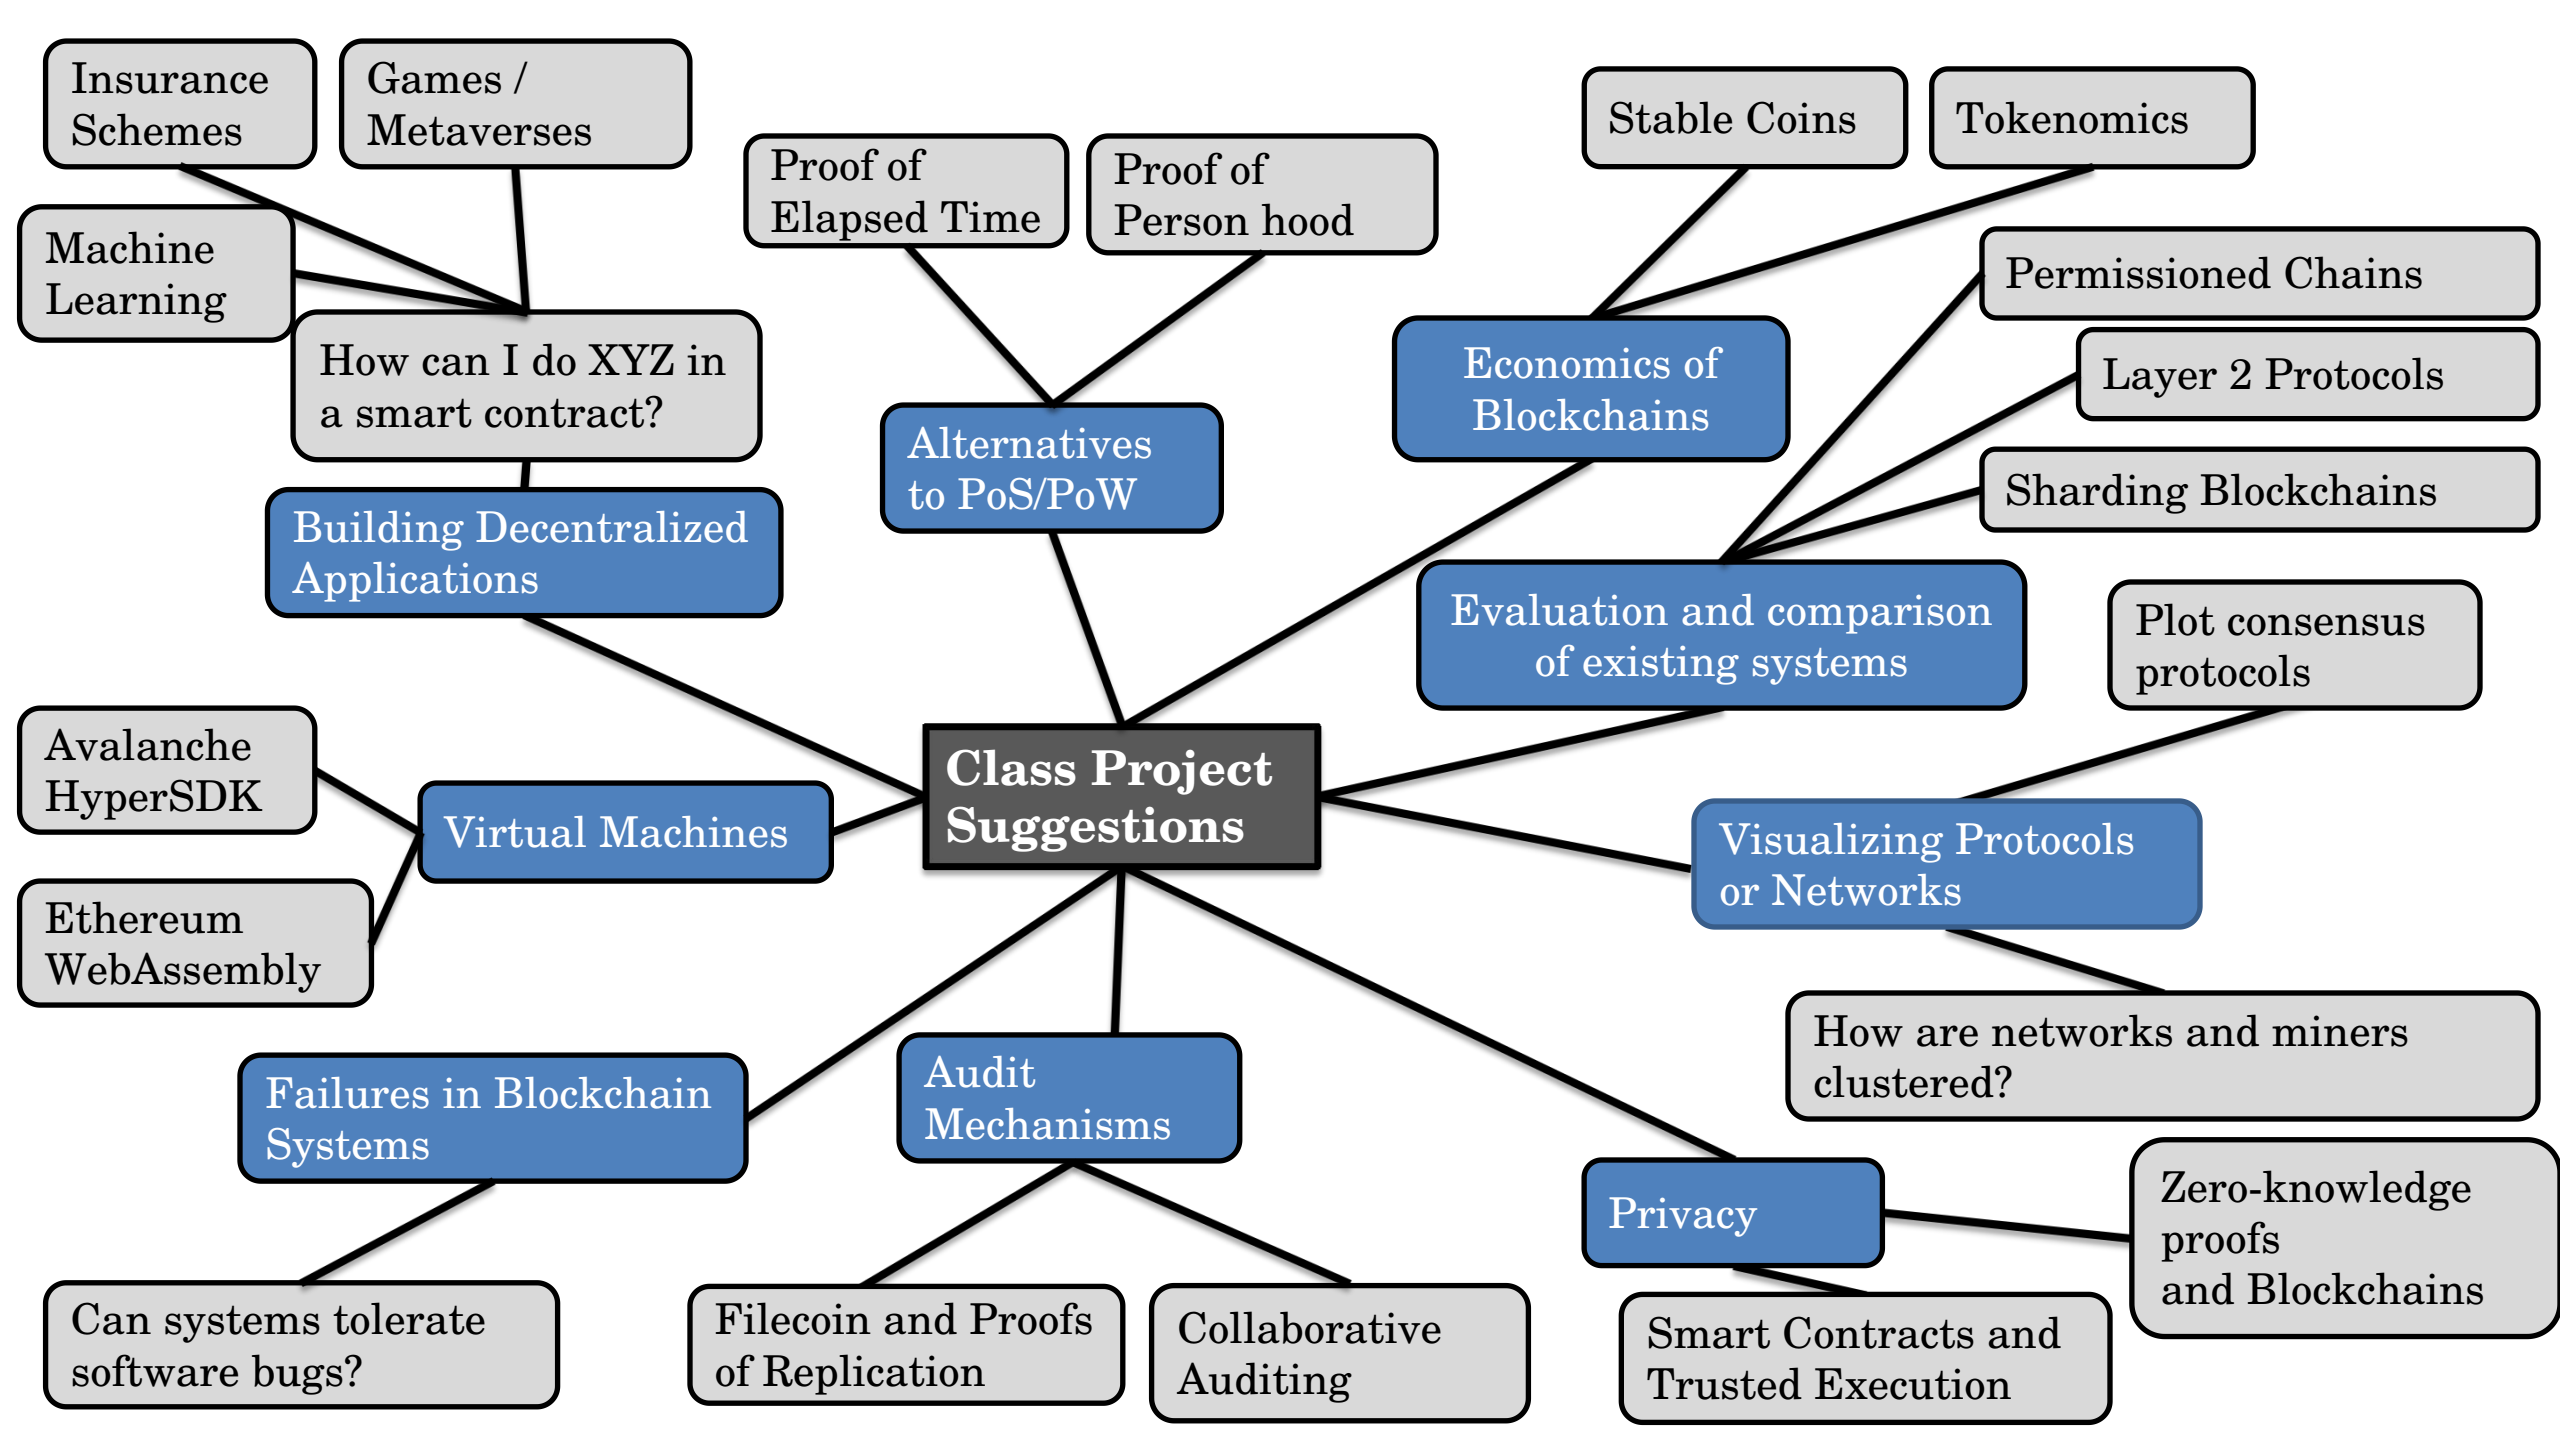 Insurance
Schemes
Games /
Metaverses
Machine
Learning
How can I do XYZ in
a smart contract?
Building Decentralized
Applications
Proof of
Elapsed Time
Proof of
Person hood
Alternatives
to PoS/PoW
Stable Coins
Tokenomics
Economics of
Blockchains
Permissioned Chains
Layer 2 Protocols
Sharding Blockchains
Evaluation and comparison
of existing systems
Plot consensus
protocols
Class Project
Suggestions
Avalanche
HyperSDK
Virtual Machines
Ethereum
WebAssembly
Visualizing Protocols
or Networks
How are networks and miners
clustered?
Failures in Blockchain
Systems
Can systems tolerate
software bugs?
Audit
Mechanisms
Filecoin and Proofs
of Replication
Collaborative
Auditing
Privacy
Zero-knowledge
proofs
and Blockchains
Smart Contracts and
Trusted Execution